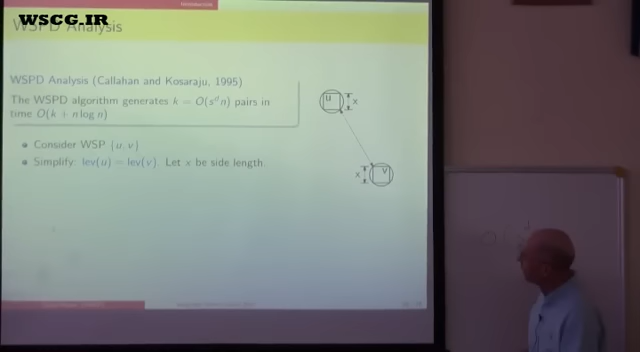 WSCG.IR
WSPD Analysis
WSPD Analysis (Callahan and Kosaraju, 1995)
The WSPD algorithm generates k = O(sᵈn) pairs in
time O(k + n log n)
• Consider WSP {u, v}
• Simplify: lev(u) = lev(v). Let x be side length.
u x
x v